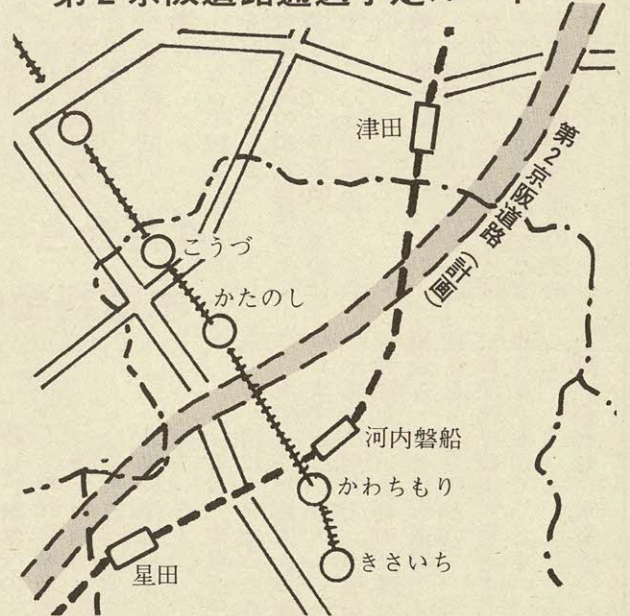 津田
第2京阪道路(計画)
こうづ
かたのし
河内磐船
かわちもり
きさいち
星田